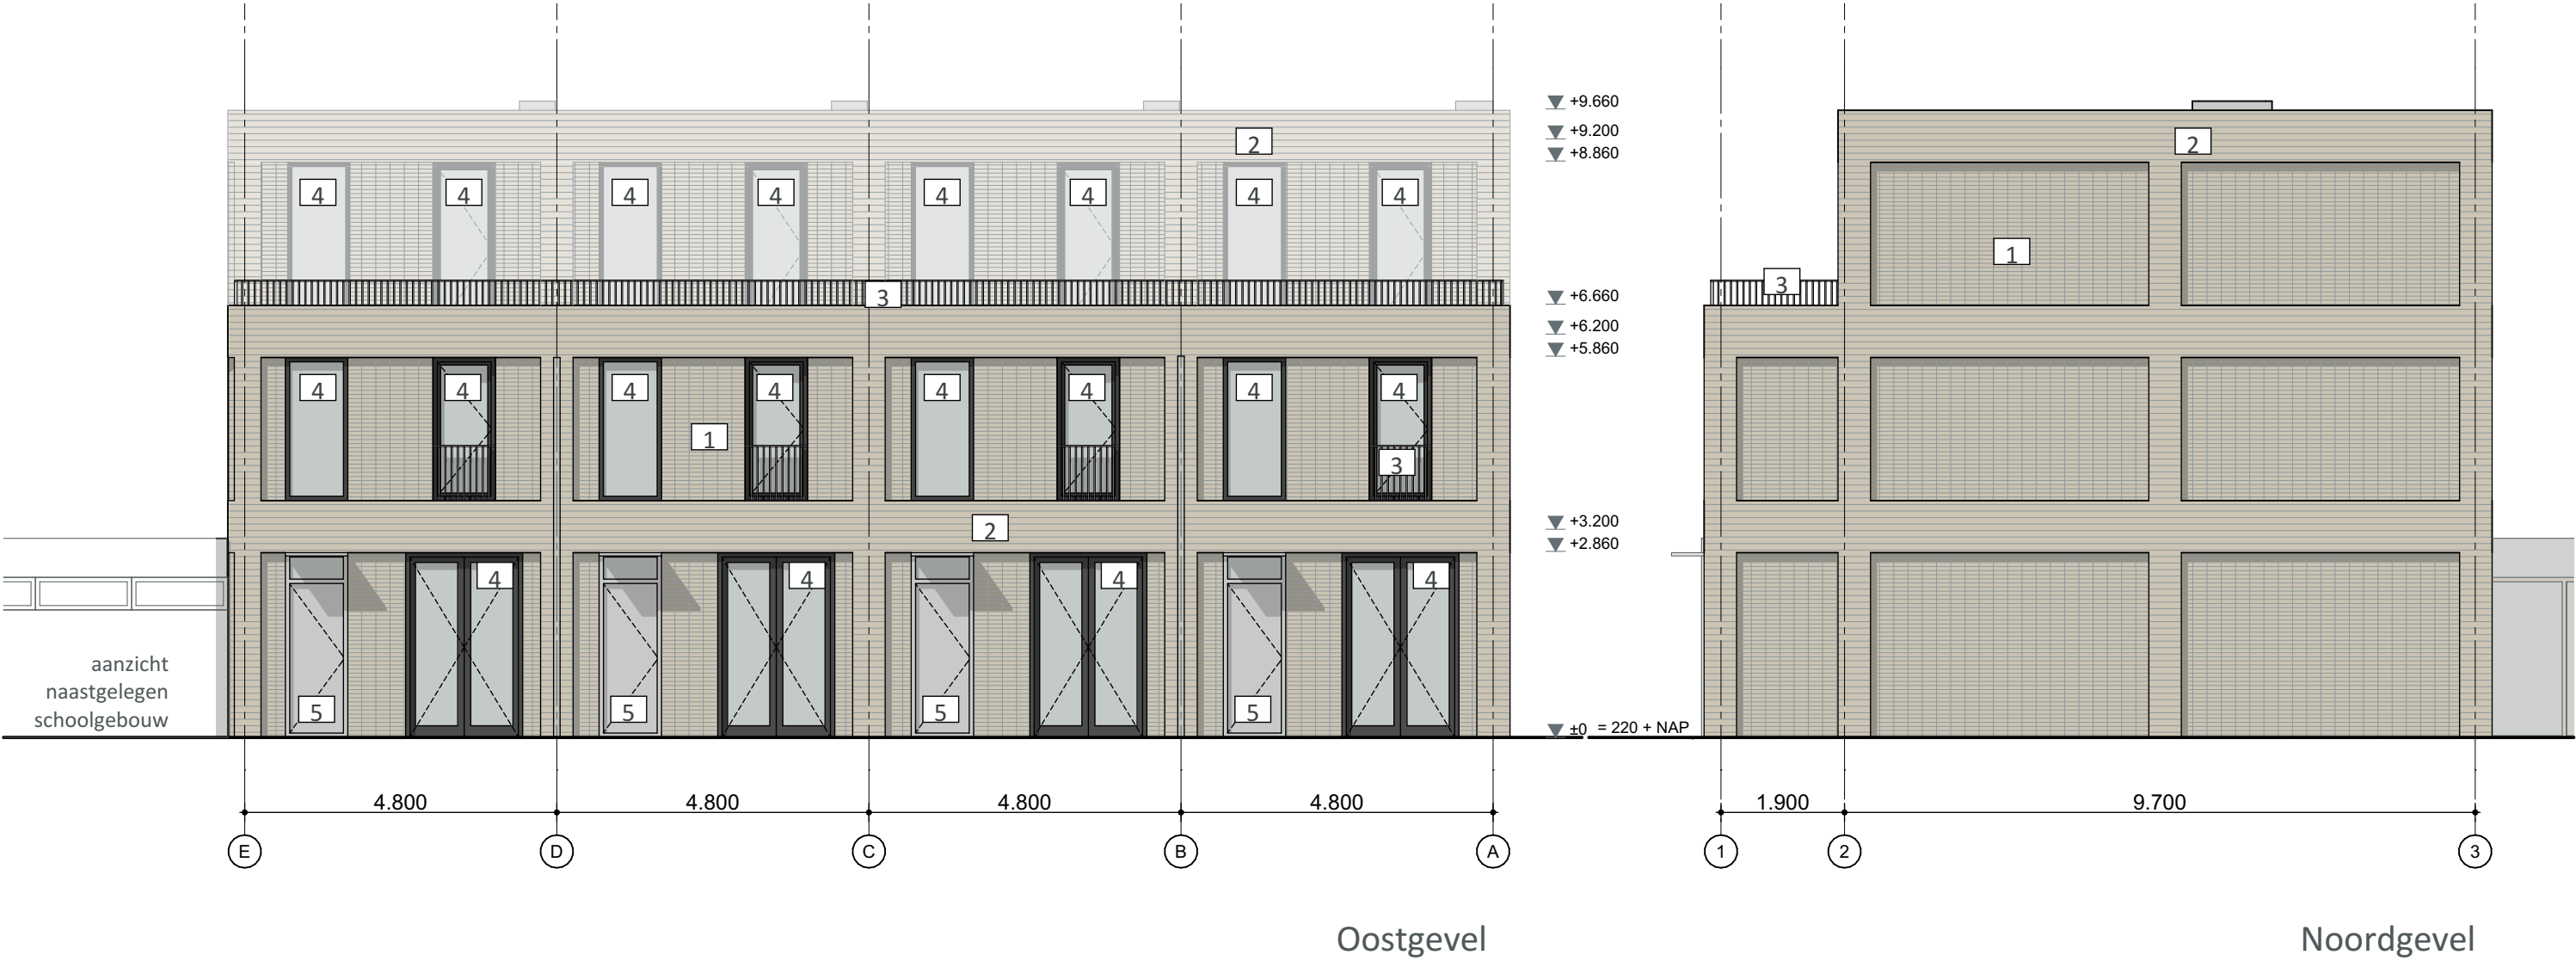 +9.660
+9.200
2 2
+8.860
4 4 4 4 4 4 4 4
1
3
3 +6.660
+6.200
+5.860
4 4 4 4 4 4 4 4
1
3
2 +3.200
+2.860
4 4 4 4
aanzicht
naastgelegen
schoolgebouw
5 5 5 5
±0 = 220 + NAP
4.800 4.800 4.800 4.800 1.900 9.700
E D C B A 1 2 3
Oostgevel Noordgevel